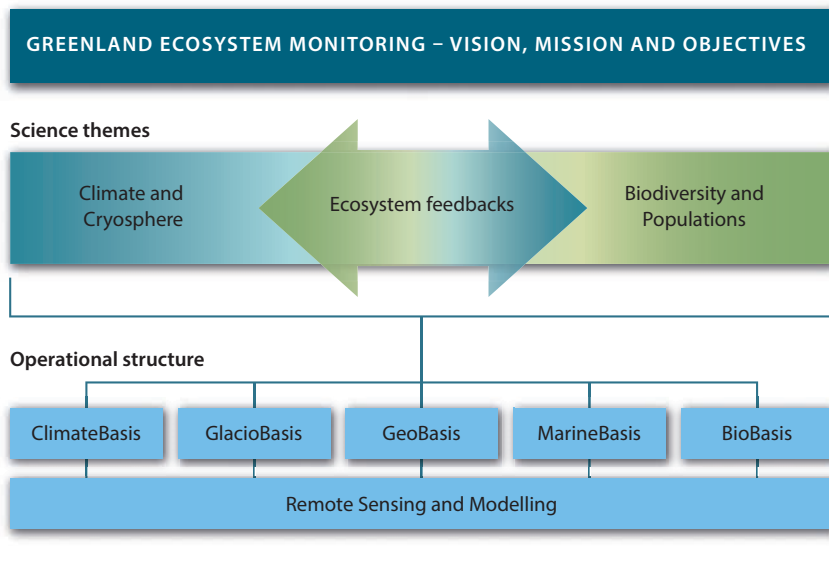 GREENLAND ECOSYSTEM MONITORING – VISION, MISSION AND OBJECTIVES
Science themes
Climate and
Cryosphere
Ecosystem feedbacks
Biodiversity and
Populations
Operational structure
ClimateBasis
GlacioBasis
GeoBasis
MarineBasis
BioBasis
Remote Sensing and Modelling